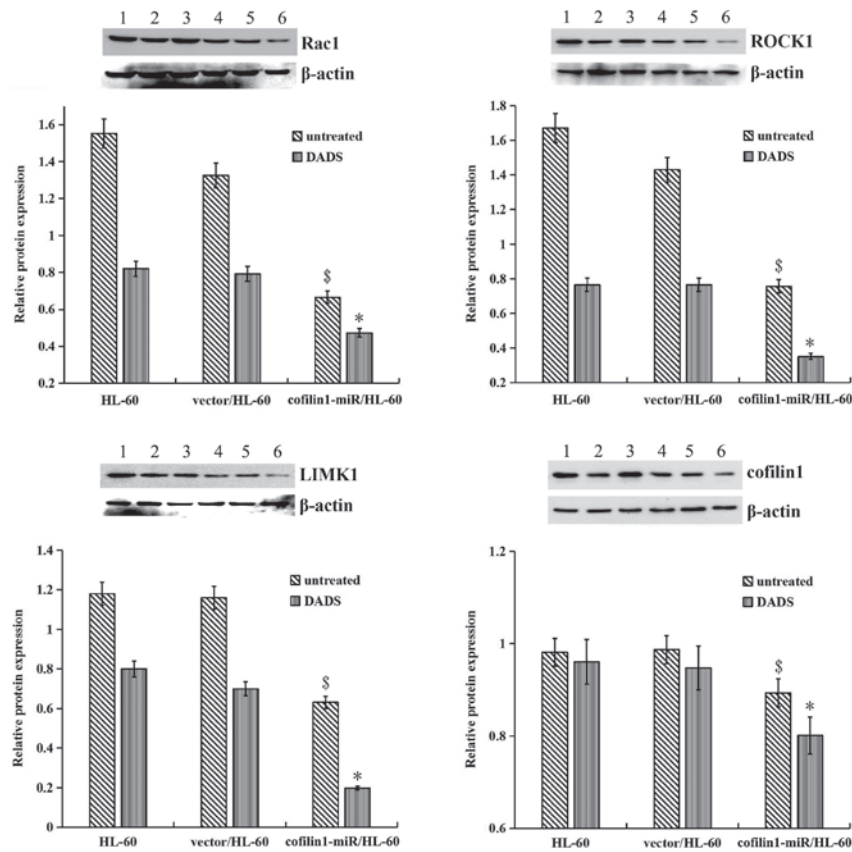 1 2 3 4 5 6
Rac1
β-actin
Relative protein expression
1.6
1.4
1.2
1
0.8
0.6
0.4
0.2
untreated
DADS
$
*
HL-60 vector/HL-60 cofilin1-miR/HL-60
1 2 3 4 5 6
ROCK1
β-actin
Relative protein expression
1.8
1.6
1.4
1.2
1
0.8
0.6
0.4
0.2
untreated
DADS
$
*
HL-60 vector/HL-60 cofilin1-miR/HL-60
1 2 3 4 5 6
LIMK1
β-actin
Relative protein expression
1.4
1.2
1
0.8
0.6
0.4
0.2
0
untreated
DADS
$
*
HL-60 vector/HL-60 cofilin1-miR/HL-60
1 2 3 4 5 6
cofilin1
β-actin
Relative protein expression
1.2
1
0.8
0.6
untreated
DADS
$
*
HL-60 vector/HL-60 cofilin1-miR/HL-60